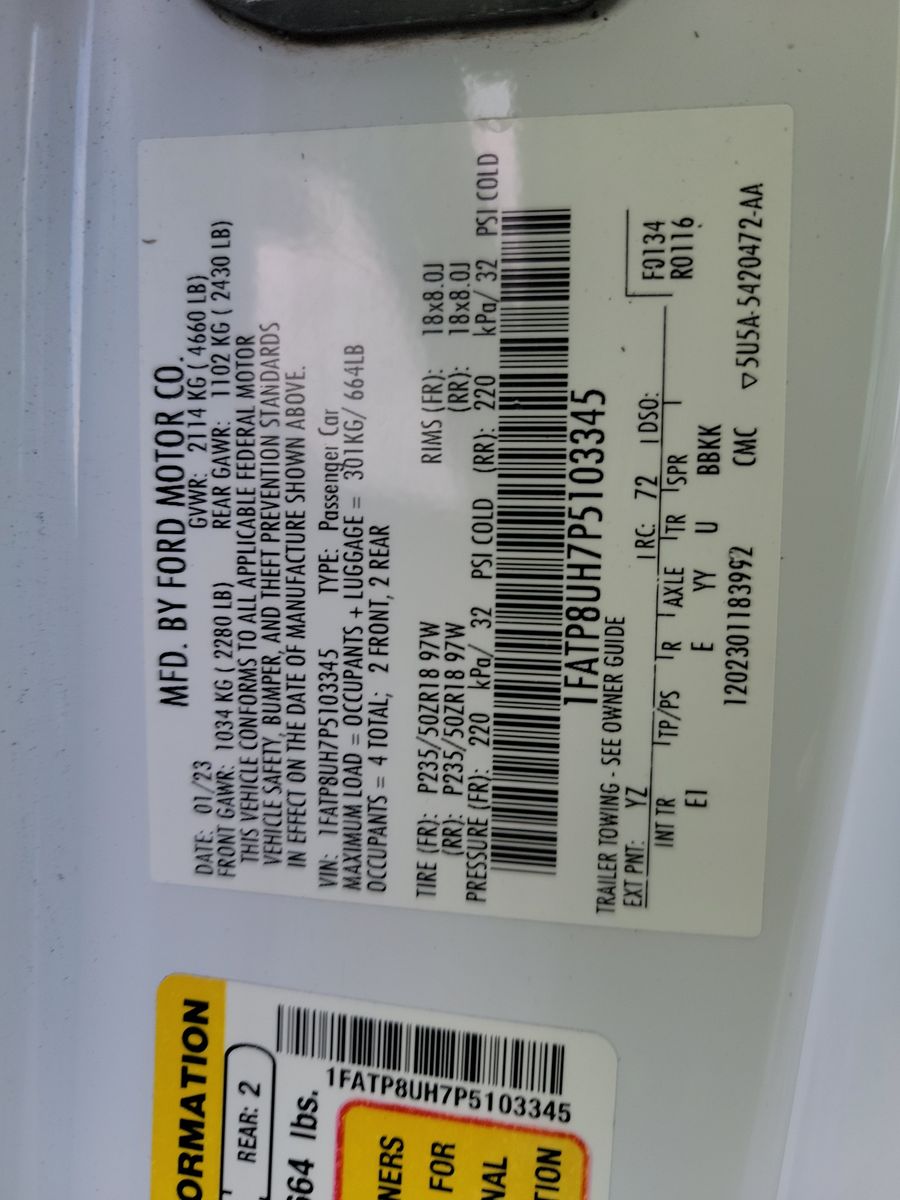 MFD. BY FORD MOTOR CO.
DATE: 01/23 GVWR: 2114 KG ( 4660 LB)
FRONT GAWR: 1034 KG ( 2280 LB) REAR GAWR: 1102 KG ( 2430 LB)
THIS VEHICLE CONFORMS TO ALL APPLICABLE FEDERAL MOTOR
VEHICLE SAFETY, BUMPER, AND THEFT PREVENTION STANDARDS
IN EFFECT ON THE DATE OF MANUFACTURE SHOWN ABOVE.
VIN: 1FATP8UH7P5103345 TYPE: Passenger Car
MAXIMUM LOAD = OCCUPANTS + LUGGAGE = 301KG/ 664LB
OCCUPANTS = 4 TOTAL; 2 FRONT, 2 REAR
TIRE (FR): P235/50ZR18 97W RIMS (FR): 18x8.0J
(RR): P235/50ZR18 97W (RR): 18x8.0J
PRESSURE (FR): 220 kPa/ 32 PSI COLD (RR): 220 kPa/ 32 PSI COLD
1FATP8UH7P5103345
TRAILER TOWING - SEE OWNER GUIDE
EXT PNT: YZ RC: 72 DSO: F0134
INT TR TP/PS R AXLE TR SPR R0116
E1 E YY U BBKK
1202301183992 CMC ▽5U5A-5420472-AA
ORMATION
REAR: 2
664 lbs.
1FATP8UH7P5103345
NERS
FOR
NAL
TION